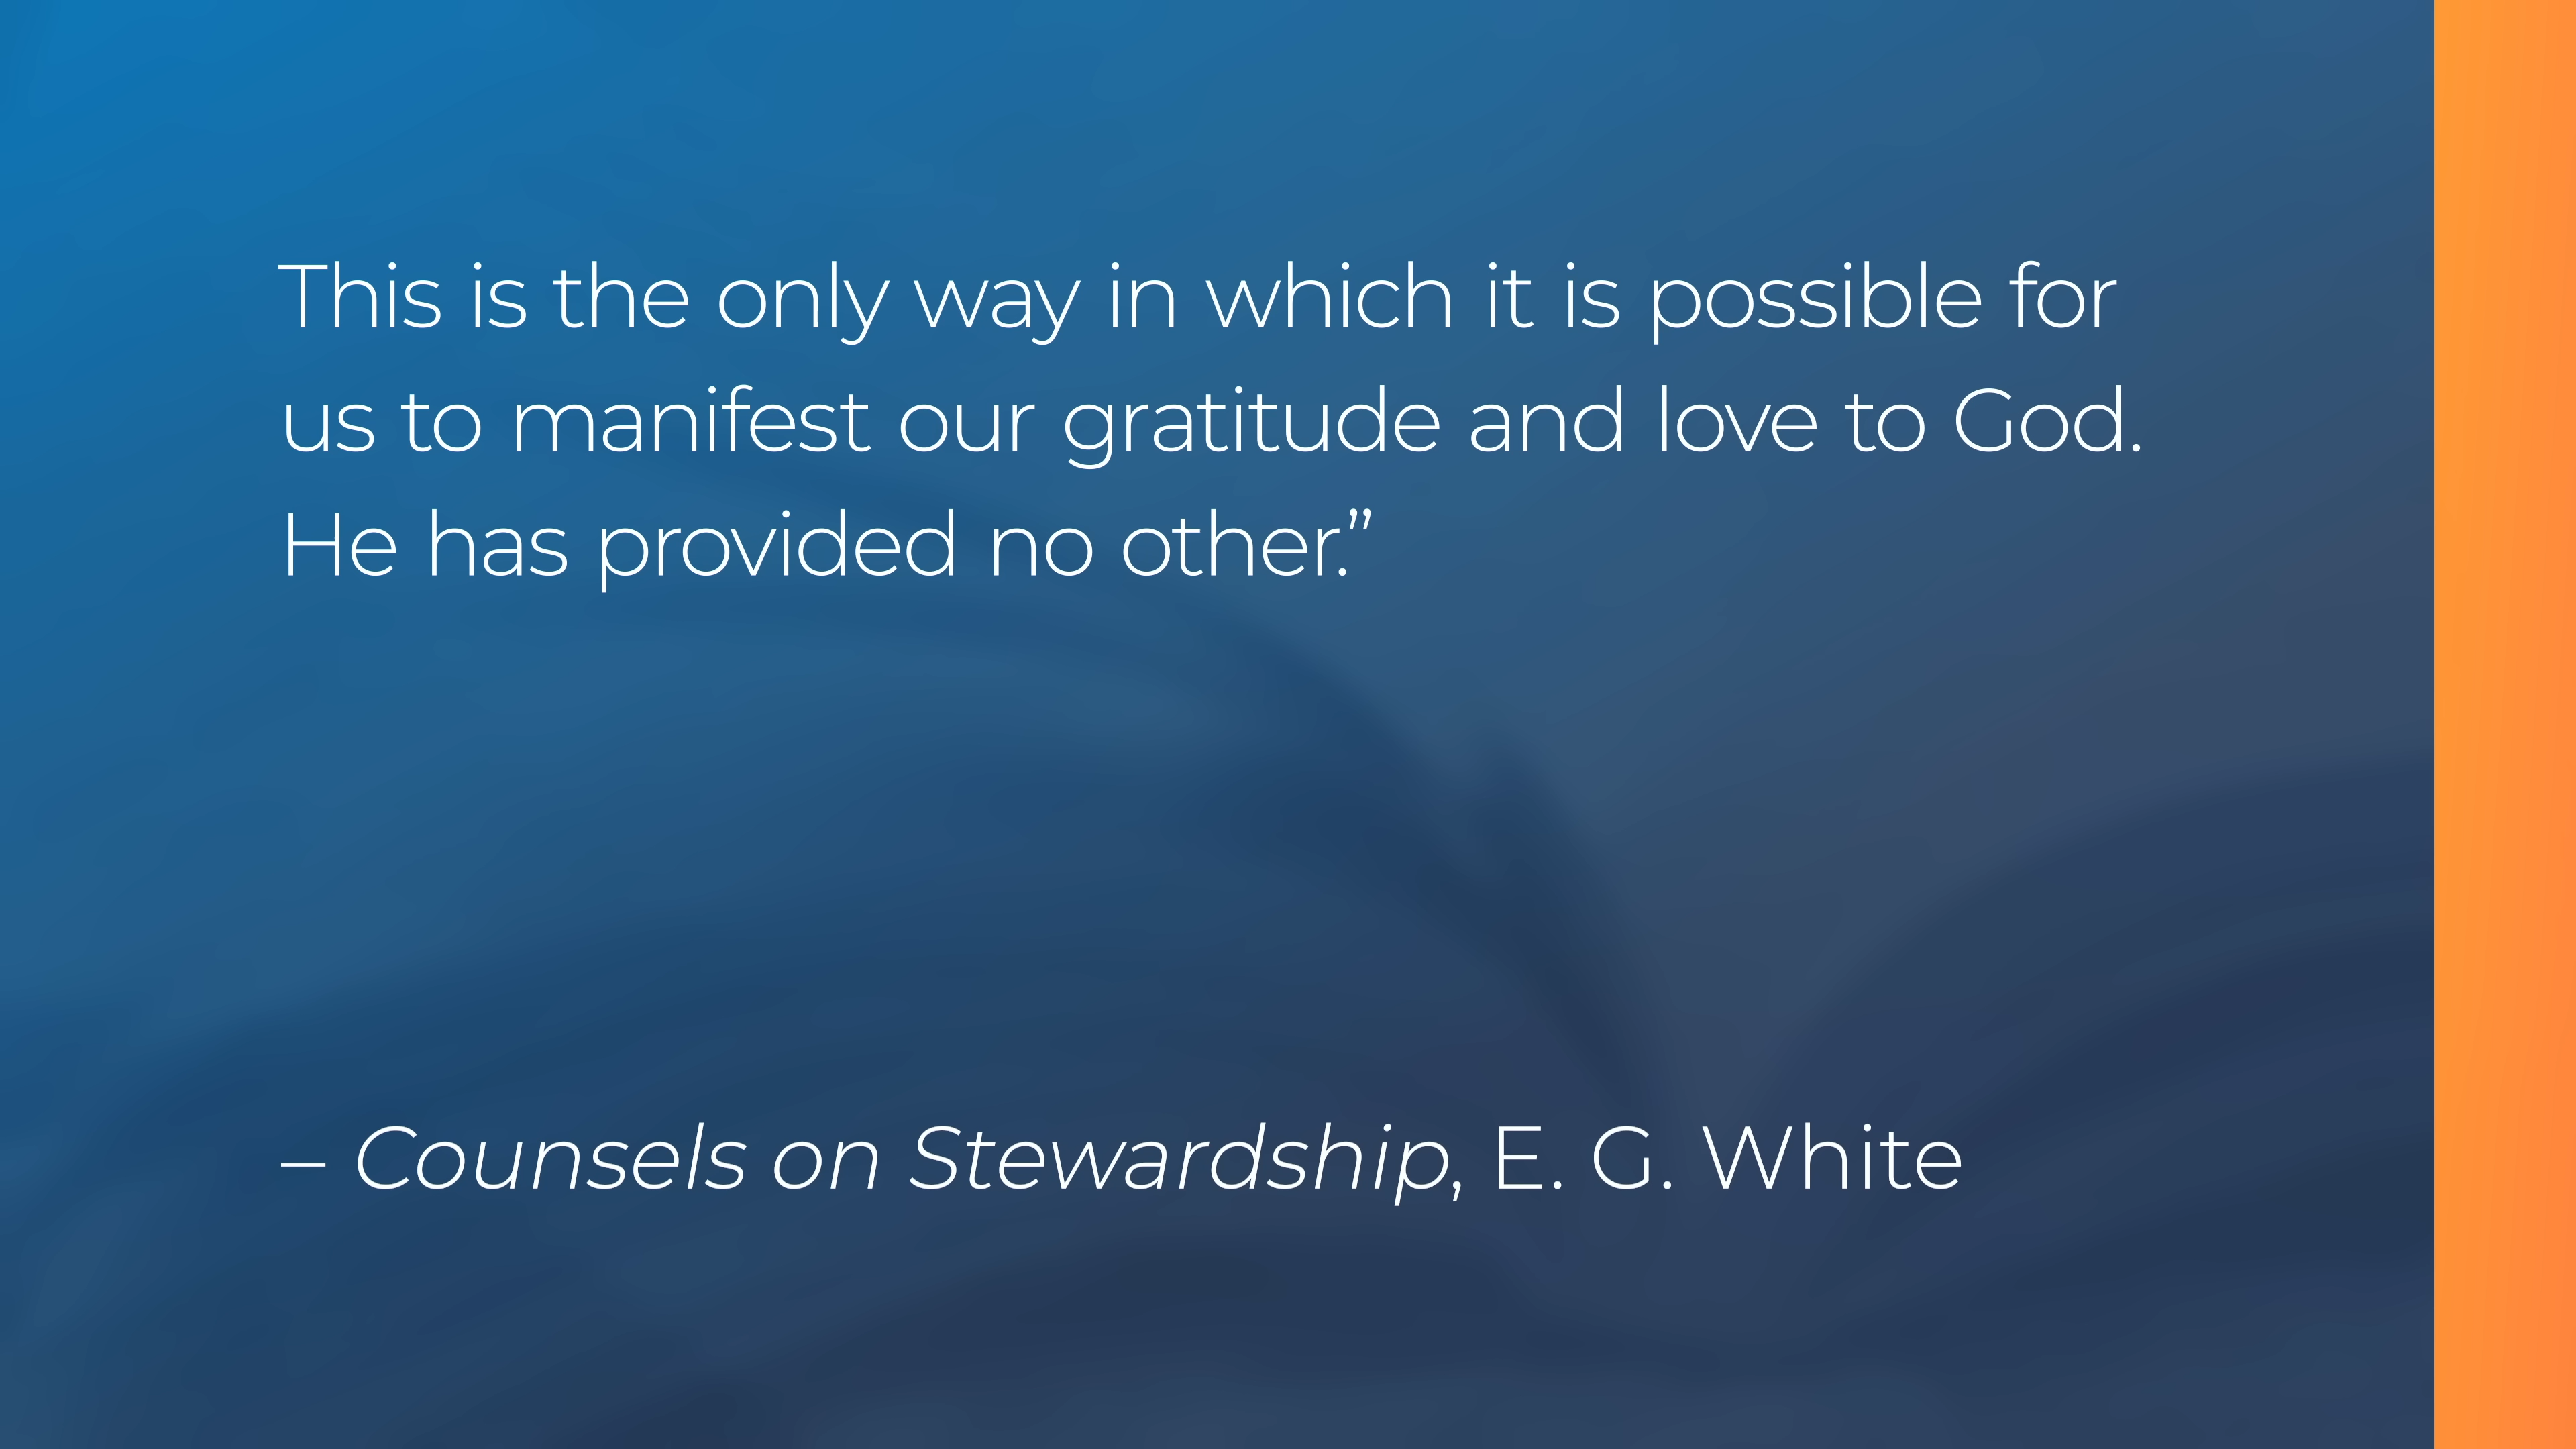 This is the only way in which it is possible for
us to manifest our gratitude and love to God.
He has provided no other.”
– Counsels on Stewardship, E. G. White